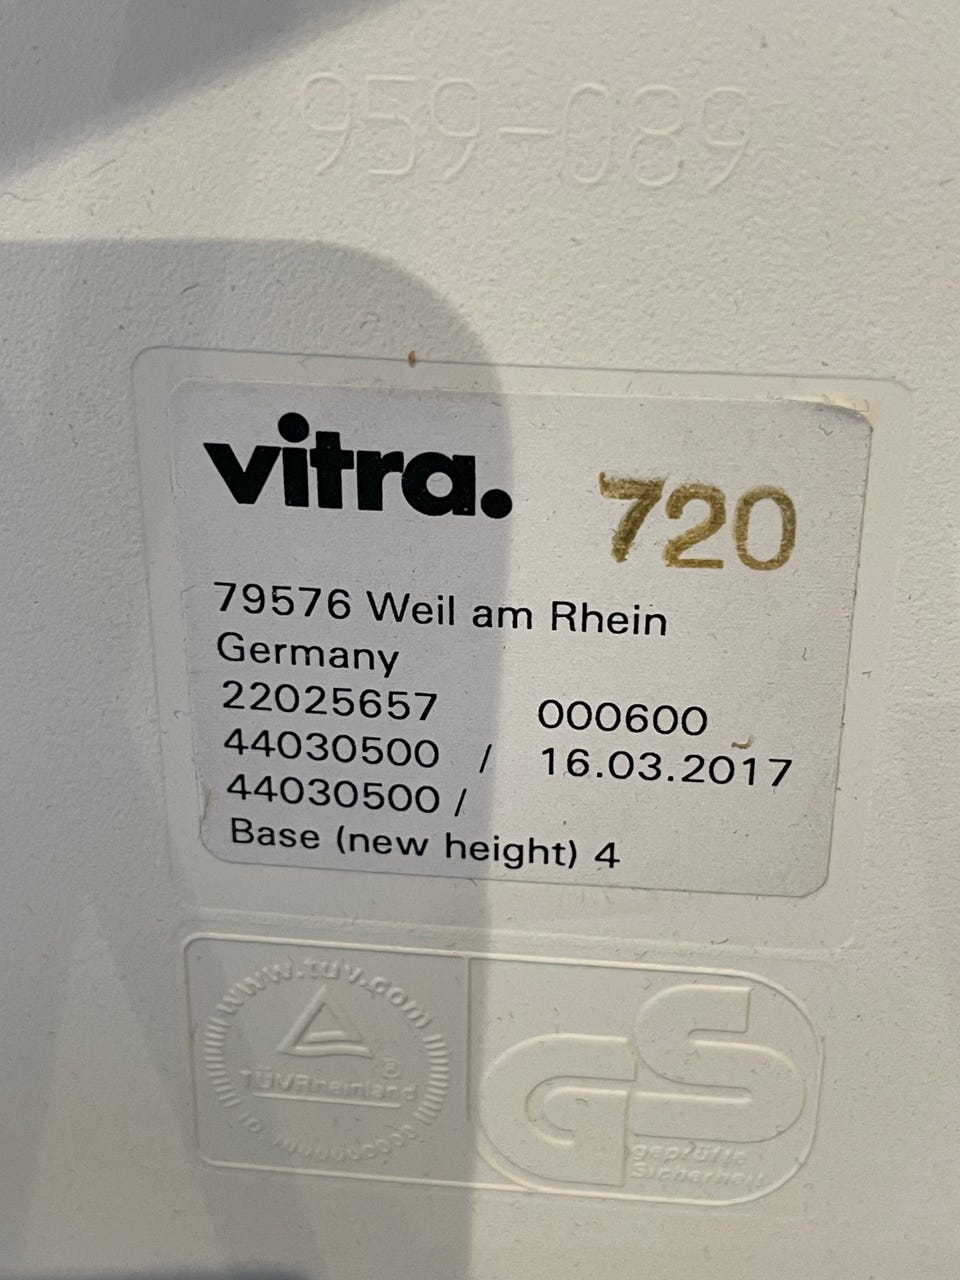 959-089
vitra. 720
79576 Weil am Rhein
Germany
22025657 000600
44030500 / 16.03.2017
44030500 /
Base (new height) 4
www.tuv.com
TÜVRheinland ®
GS
geprüfte
Sicherheit